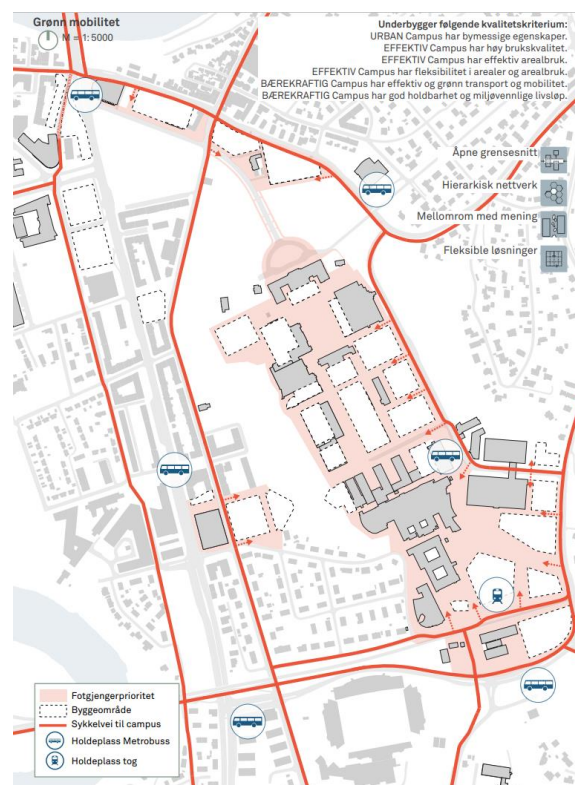 Grønn mobilitet
M = 1: 5000
Underbygger følgende kvalitetskriterium:
URBAN Campus har bymessige egenskaper.
EFFEKTIV Campus har høy brukskvalitet.
EFFEKTIV Campus har effektiv arealbruk.
EFFEKTIV Campus har fleksibilitet i arealer og arealbruk.
BÆREKRAFTIG Campus har effektiv og grønn transport og mobilitet.
BÆREKRAFTIG Campus har god holdbarhet og miljøvennlige livsløp.
Åpne grensesnitt
Hierarkisk nettverk
Mellomrom med mening
Fleksible løsninger
Fotgjengerprioritet
Byggeområde
Sykkelvei til campus
Holdeplass Metrobuss
Holdeplass tog